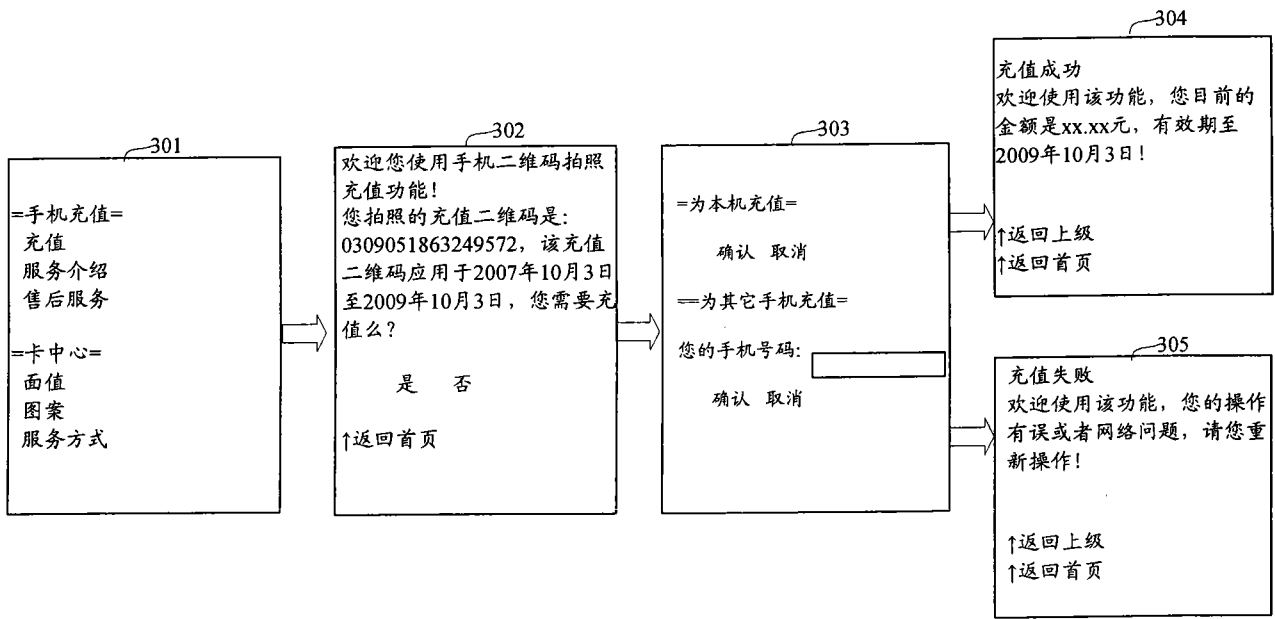 301
=手机充值=
充值
服务介绍
售后服务
=卡中心=
面值
图案
服务方式
302
欢迎您使用手机二维码拍照
充值功能！
您拍照的充值二维码是：
0309051863249572，该充值
二维码应用于2007年10月3日
至2009年10月3日，您需要充
值么？
是 否
↑返回首页
303
=为本机充值=
确认 取消
==为其它手机充值=
您的手机号码：
确认 取消
304
充值成功
欢迎使用该功能，您目前的
金额是xx.xx元，有效期至
2009年10月3日！
↑返回上级
↑返回首页
305
充值失败
欢迎使用该功能，您的操作
有误或者网络问题，请您重
新操作！
↑返回上级
↑返回首页